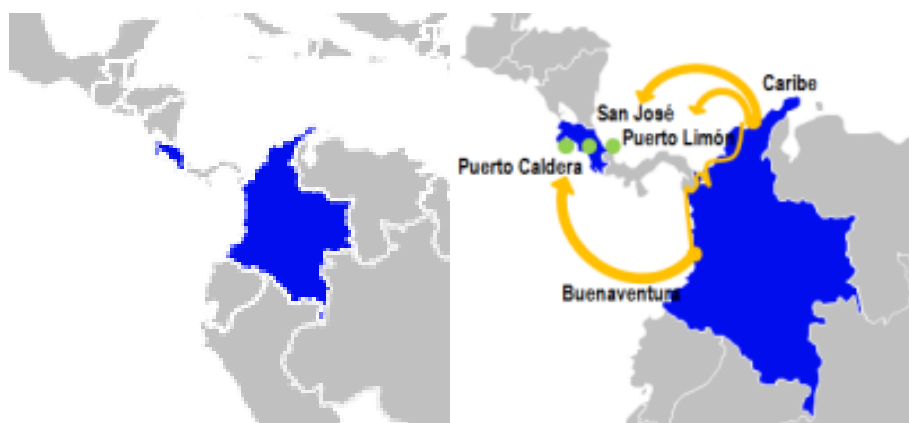 Caribe
San José
Puerto Limón
Puerto Caldera
Buenaventura